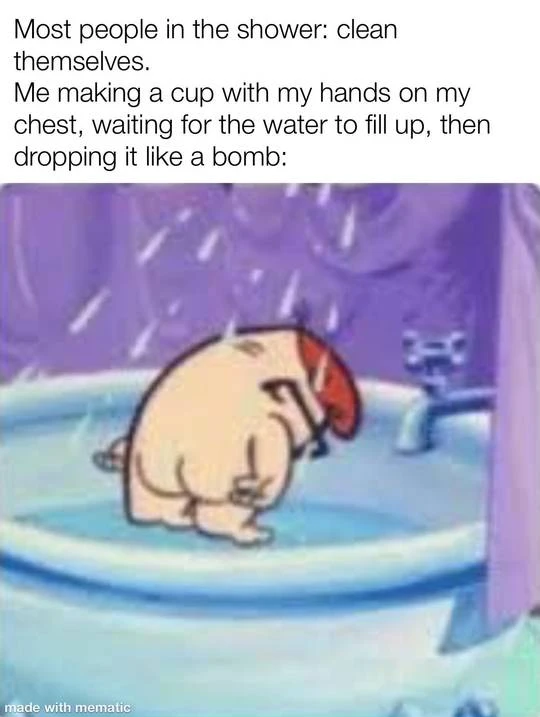 Most people in the shower: clean
themselves.
Me making a cup with my hands on my
chest, waiting for the water to fill up, then
dropping it like a bomb:
made with mematic